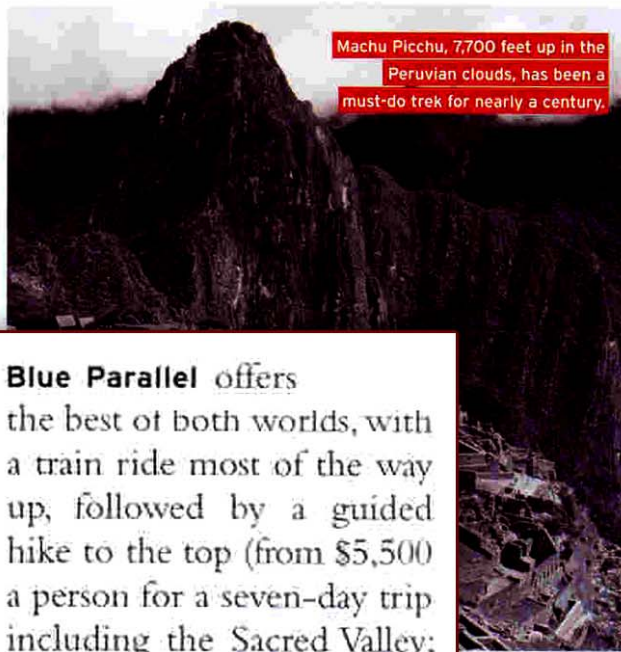 Machu Picchu, 7,700 feet up in the
Peruvian clouds, has been a
must-do trek for nearly a century.
Blue Parallel offers
the best of both worlds, with
a train ride most of the way
up, followed by a guided
hike to the top (from $5,500
a person for a seven-day trip
including the Sacred Valley;